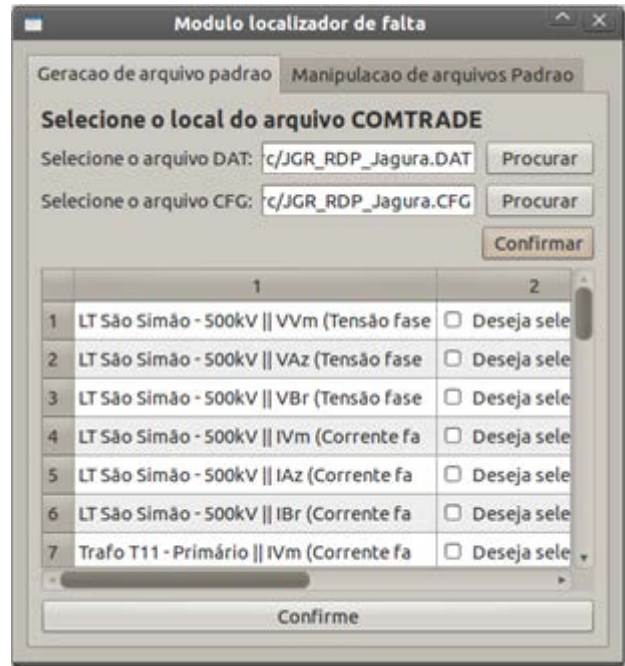 Modulo localizador de falta
Geracao de arquivo padrao Manipulacao de arquivos Padrao
Selecione o local do arquivo COMTRADE
Selecione o arquivo DAT: rc/JGR_RDP_Jagura.DAT Procurar
Selecione o arquivo CFG: rc/JGR_RDP_Jagura.CFG Procurar
Confirmar
1 2
1 LT São Simão - 500kV || VVm (Tensão fase Deseja sele
2 LT São Simão - 500kV || VAz (Tensão fase Deseja sele
3 LT São Simão - 500kV || VBr (Tensão fase Deseja sele
4 LT São Simão - 500kV || IVm (Corrente fa Deseja sele
5 LT São Simão - 500kV || IAz (Corrente fa Deseja sele
6 LT São Simão - 500kV || IBr (Corrente fa Deseja sele
7 Trafo T11 - Primário || IVm (Corrente fa Deseja sele
Confirme